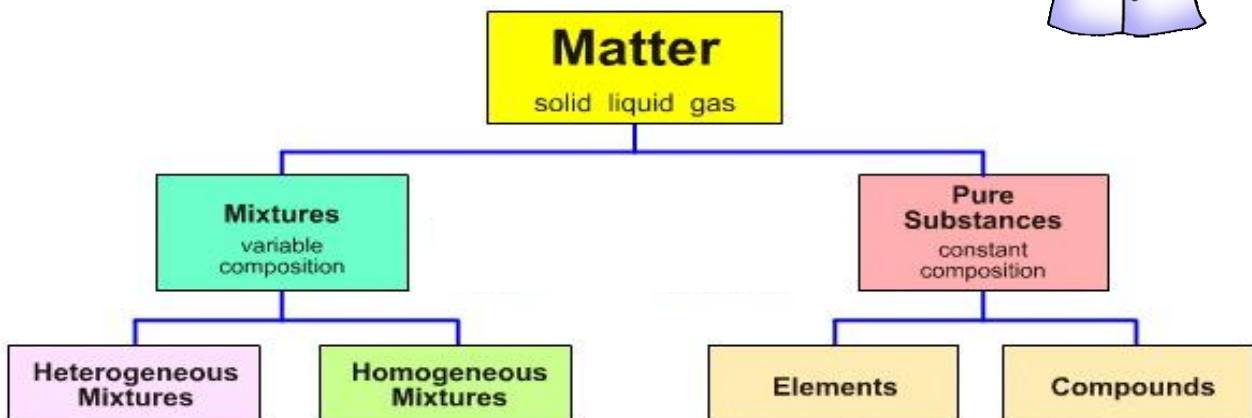 Matter
solid liquid gas
Mixtures
variable
composition
Pure
Substances
constant
composition
Heterogeneous
Mixtures
Homogeneous
Mixtures
Elements
Compounds